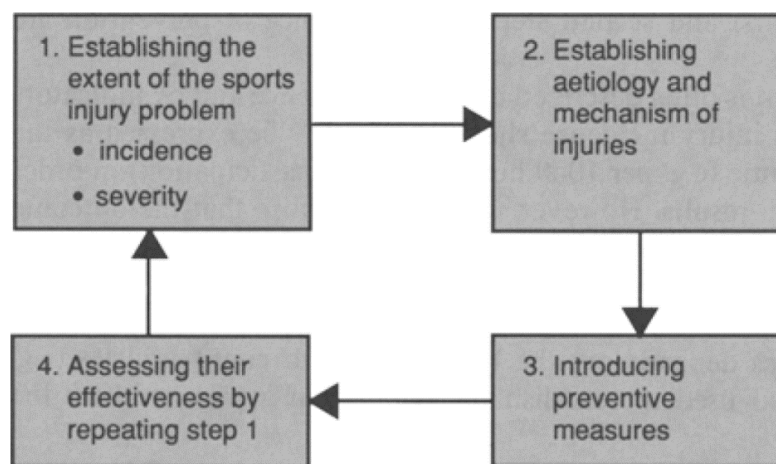 1. Establishing the
extent of the sports
injury problem
• incidence
• severity
2. Establishing
aetiology and
mechanism of
injuries
3. Introducing
preventive
measures
4. Assessing their
effectiveness by
repeating step 1